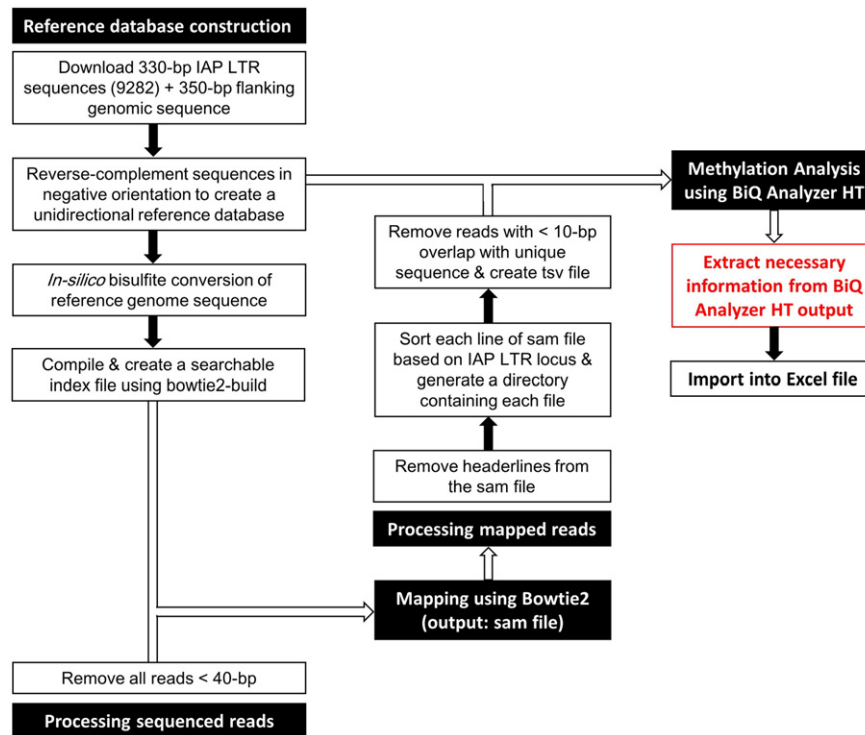 Reference database construction
Download 330-bp IAP LTR
sequences (9282) + 350-bp flanking
genomic sequence
Reverse-complement sequences in
negative orientation to create a
unidirectional reference database
In-silico bisulfite conversion of
reference genome sequence
Compile & create a searchable
index file using bowtie2-build
Remove all reads < 40-bp
Processing sequenced reads
Mapping using Bowtie2
(output: sam file)
Processing mapped reads
Remove headerlines from
the sam file
Sort each line of sam file
based on IAP LTR locus &
generate a directory
containing each file
Remove reads with < 10-bp
overlap with unique
sequence & create tsv file
Methylation Analysis
using BiQ Analyzer HT
Extract necessary
information from BiQ
Analyzer HT output
Import into Excel file